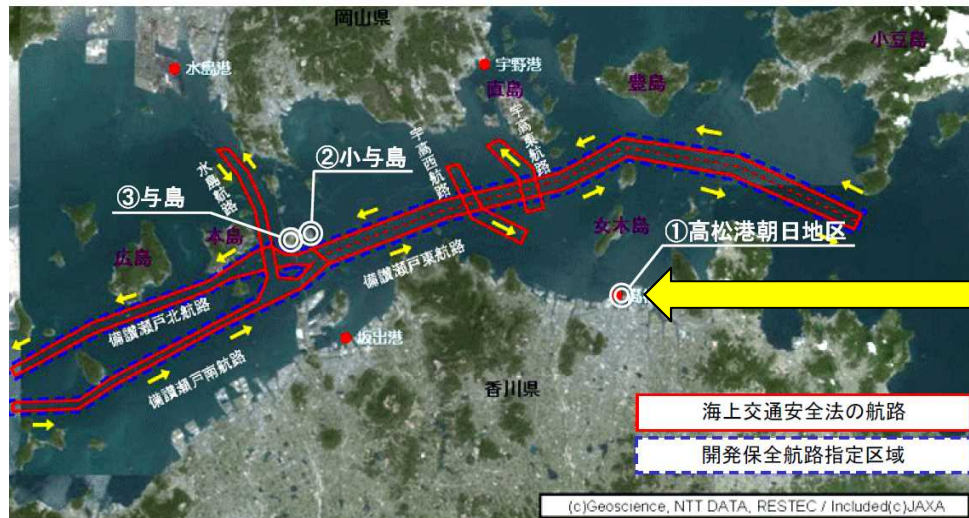 岡山県
小豆島
水島港
宇野港
直島
豊島
宇高東航路
宇高西航路
水島航路
②小与島
③与島
本島
広島
女木島
①高松港朝日地区
備讃瀬戸東航路
備讃瀬戸北航路
備讃瀬戸南航路
坂出港
香川県
海上交通安全法の航路
開発保全航路指定区域
(c)Geoscience, NTT DATA, RESTEC / Included(c)JAXA